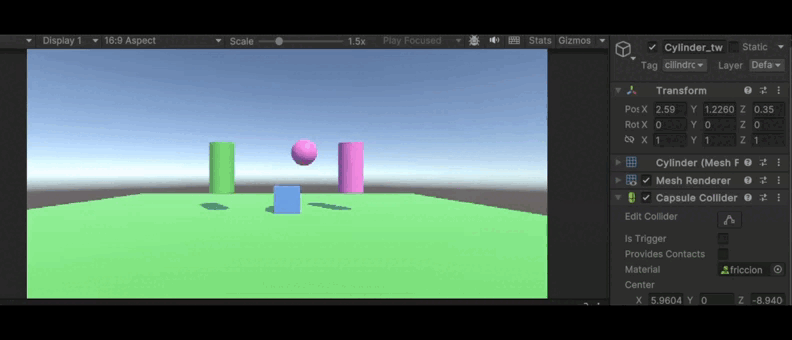 Display 1 16:9 Aspect Scale 1.5x Play Focused Stats Gizmos
Cylinder_tw Static
Tag cilindrc Layer Defa
Transform
Pos X 2.59 Y 1.2260 Z 0.35
Rot X 0 Y 0 Z 0
X 1 Y 1 Z 1
Cylinder (Mesh F
Mesh Renderer
Capsule Collider
Edit Collider
Is Trigger
Provides Contacts
Material friccion
Center
X 5.9604 Y 0 Z -8.940